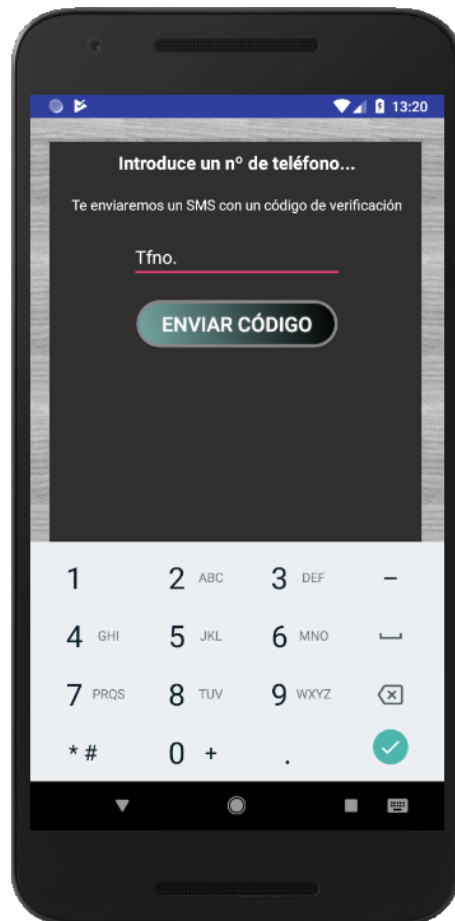 13:20
Introduce un nº de teléfono...
Te enviaremos un SMS con un código de verificación
Tfno.
ENVIAR CÓDIGO
1 2 ABC 3 DEF –
4 GHI 5 JKL 6 MNO
7 PRQS 8 TUV 9 WXYZ
* # 0 + .